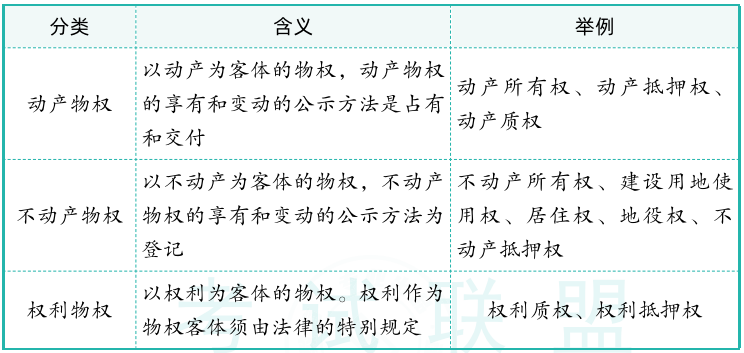 分类 含义 举例
动产物权
以动产为客体的物权，动产物权
的享有和变动的公示方法是占有
和交付
动产所有权、动产抵押权、
动产质权
不动产物权
以不动产为客体的物权，不动产
物权的享有和变动的公示方法为
登记
不动产所有权、建设用地使
用权、居住权、地役权、不
动产抵押权
权利物权
以权利为客体的物权。权利作为
物权客体须由法律的特别规定
权利质权、权利抵押权
考试联盟